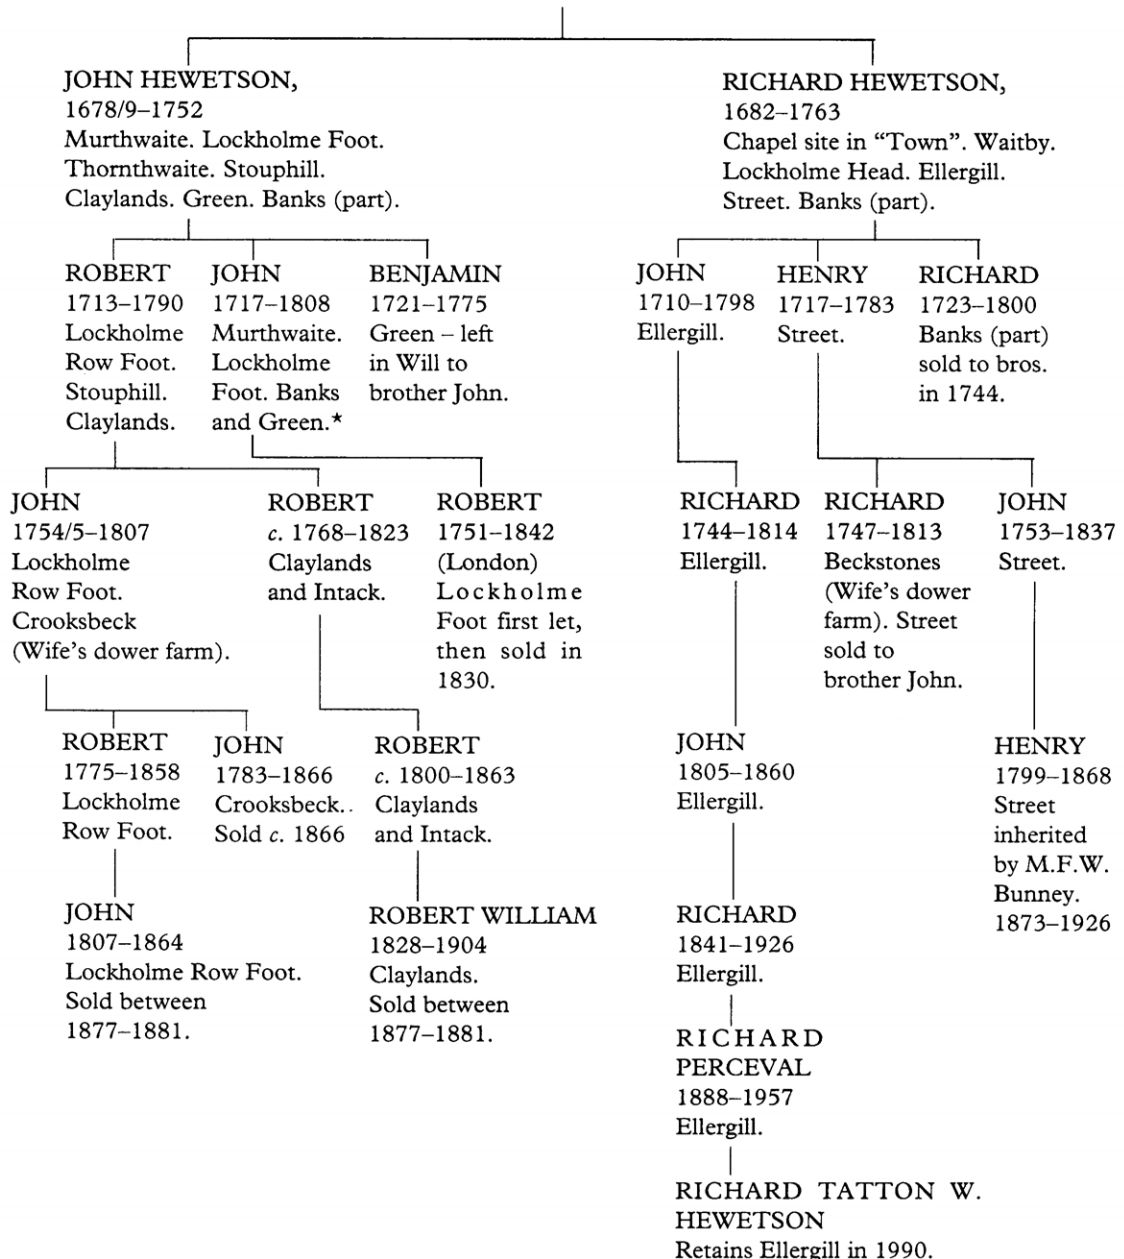 JOHN HEWETSON,
1678/9–1752
Murthwaite. Lockholme Foot.
Thornthwaite. Stouphill.
Claylands. Green. Banks (part).
RICHARD HEWETSON,
1682–1763
Chapel site in “Town”. Waitby.
Lockholme Head. Ellergill.
Street. Banks (part).
ROBERT
1713–1790
Lockholme
Row Foot.
Stouphill.
Claylands.
JOHN
1717–1808
Murthwaite.
Lockholme
Foot. Banks
and Green.★
BENJAMIN
1721–1775
Green – left
in Will to
brother John.
JOHN
1710–1798
Ellergill.
HENRY
1717–1783
Street.
RICHARD
1723–1800
Banks (part)
sold to bros.
in 1744.
JOHN
1754/5–1807
Lockholme
Row Foot.
Crooksbeck
(Wife’s dower farm).
ROBERT
c. 1768–1823
Claylands
and Intack.
ROBERT
1751–1842
(London)
Lockholme
Foot first let,
then sold in
1830.
RICHARD
1744–1814
Ellergill.
RICHARD
1747–1813
Beckstones
(Wife’s dower
farm). Street
sold to
brother John.
JOHN
1753–1837
Street.
ROBERT
1775–1858
Lockholme
Row Foot.
JOHN
1783–1866
Crooksbeck.
Sold c. 1866
ROBERT
c. 1800–1863
Claylands
and Intack.
JOHN
1805–1860
Ellergill.
HENRY
1799–1868
Street
inherited
by M.F.W.
Bunney.
1873–1926
JOHN
1807–1864
Lockholme Row Foot.
Sold between
1877–1881.
ROBERT WILLIAM
1828–1904
Claylands.
Sold between
1877–1881.
RICHARD
1841–1926
Ellergill.
RICHARD
PERCEVAL
1888–1957
Ellergill.
RICHARD TATTON W.
HEWETSON
Retains Ellergill in 1990.